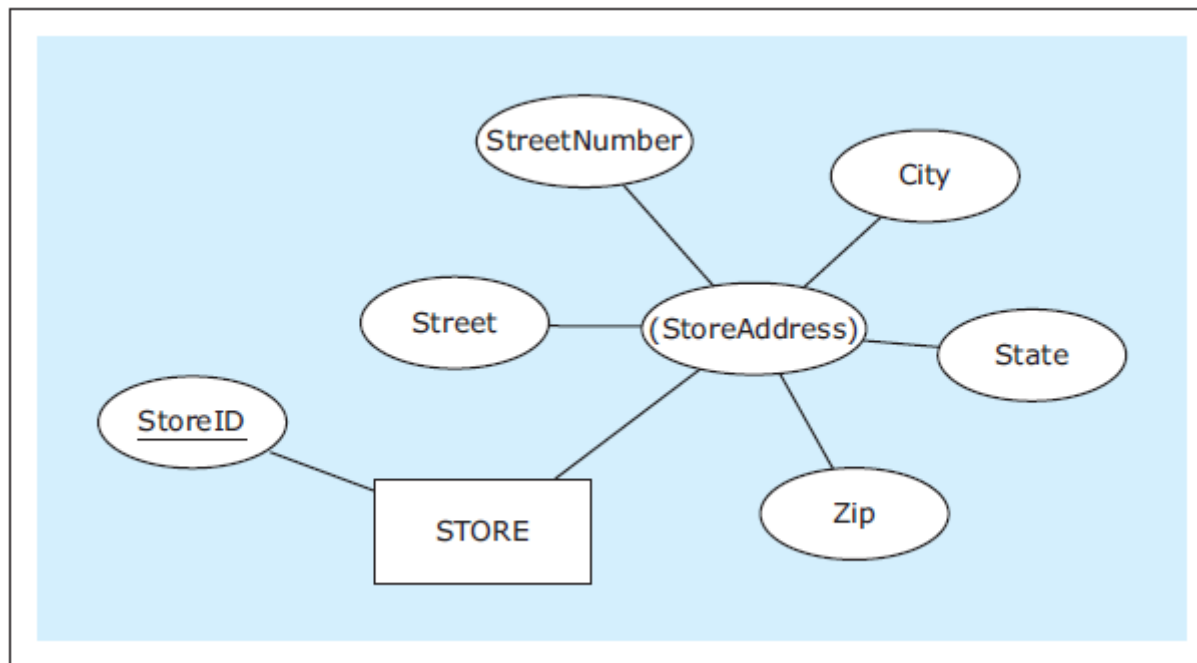 StreetNumber
City
Street
(StoreAddress)
State
StoreID
Zip
STORE